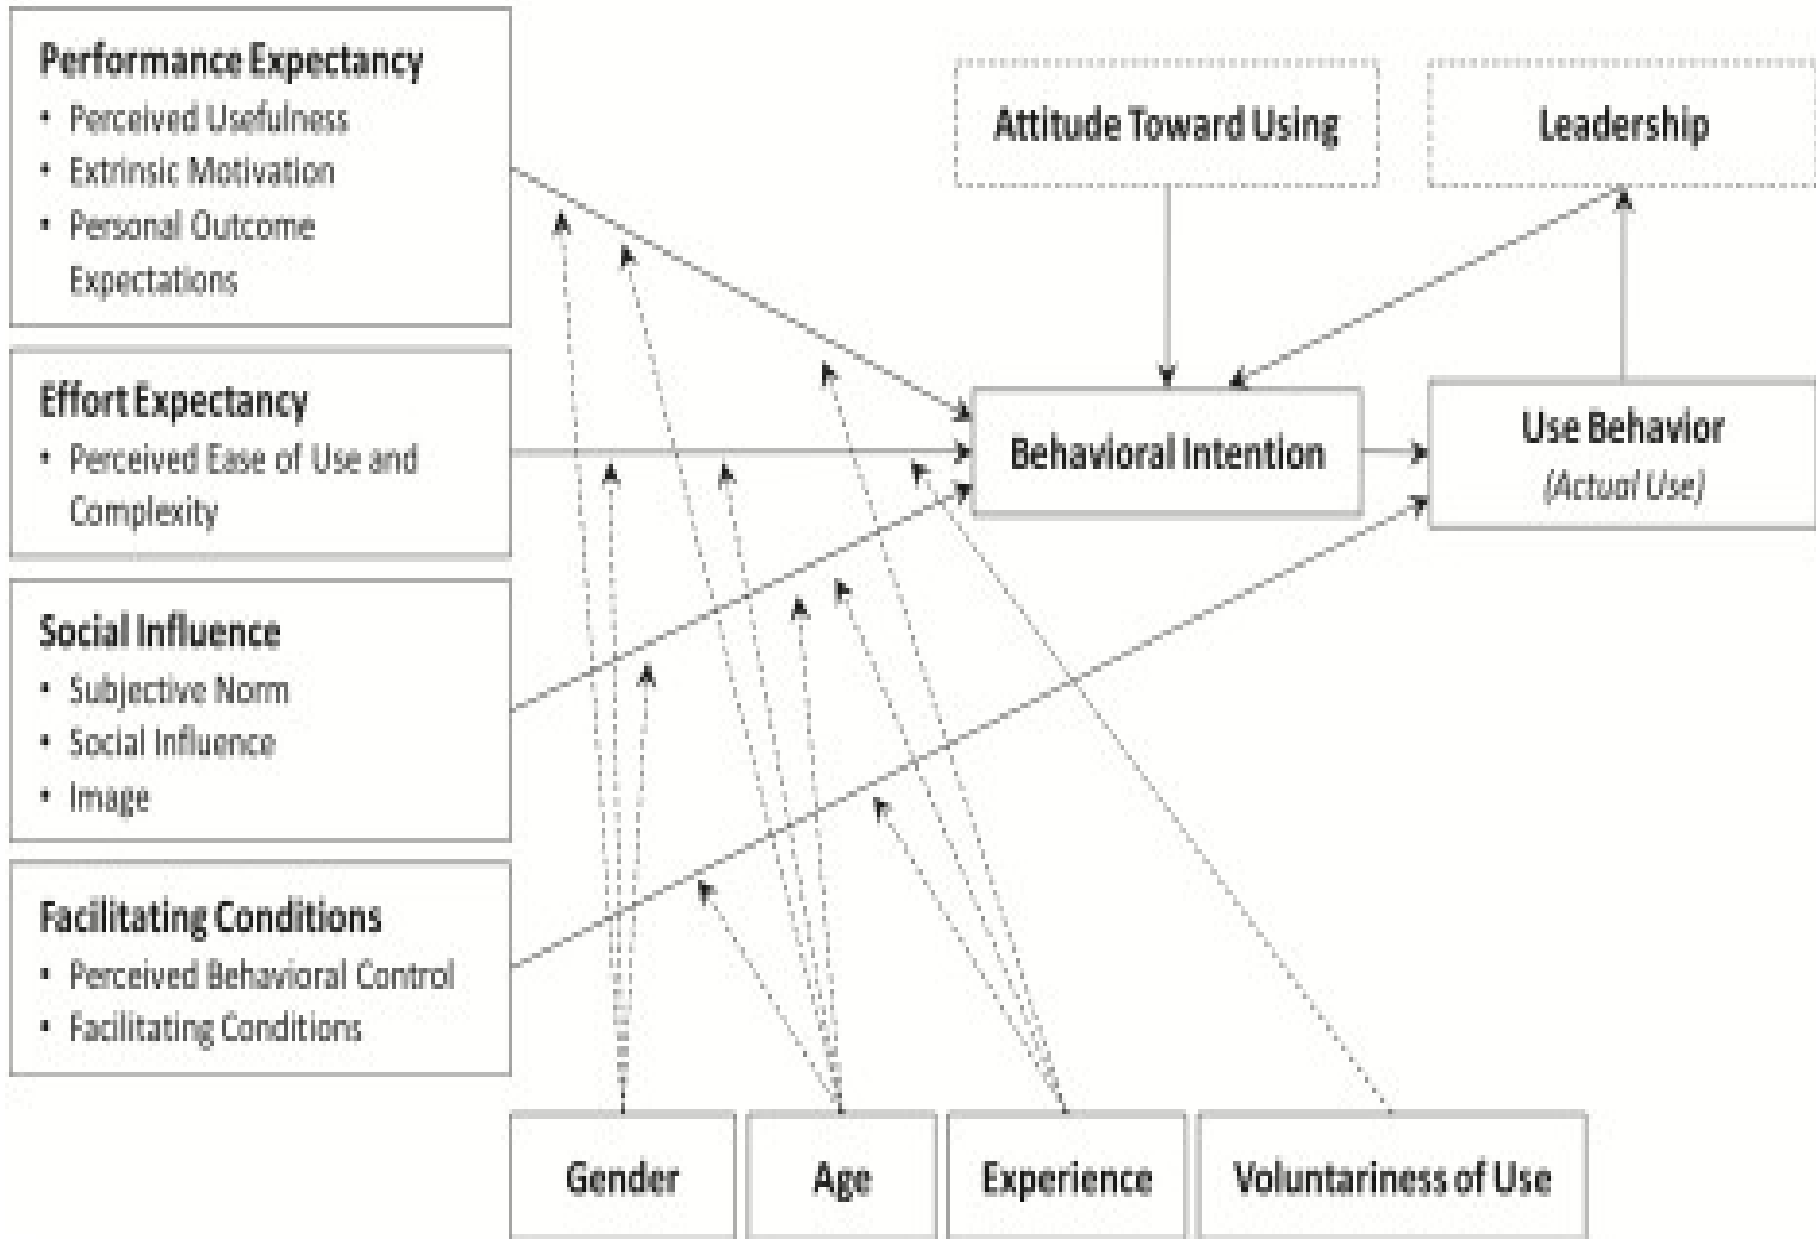 Performance Expectancy
• Perceived Usefulness
• Extrinsic Motivation
• Personal Outcome
Expectations
Effort Expectancy
• Perceived Ease of Use and
Complexity
Social Influence
• Subjective Norm
• Social Influence
• Image
Facilitating Conditions
• Perceived Behavioral Control
• Facilitating Conditions
Attitude Toward Using
Leadership
Behavioral Intention
Use Behavior
(Actual Use)
Gender
Age
Experience
Voluntariness of Use